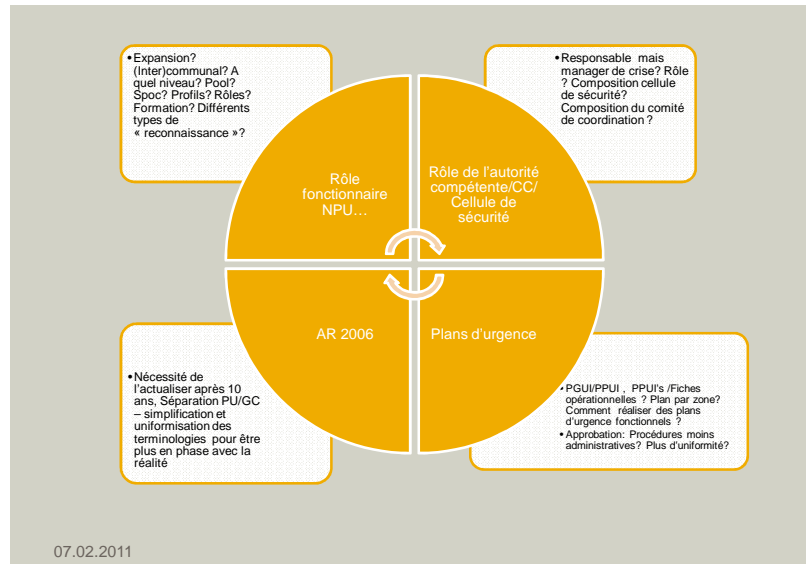 •Expansion?
(Inter)communal? A
quel niveau? Pool?
Spoc? Profils? Rôles?
Formation? Différents
types de
« reconnaissance »?
•Responsable mais
manager de crise? Rôle
? Composition cellule
de sécurité?
Composition du comité
de coordination ?
Rôle
fonctionnaire
NPU…
Rôle de l'autorité
compétente/CC/
Cellule de
sécurité
AR 2006
Plans d'urgence
•Nécessité de
l'actualiser après 10
ans, Séparation PU/GC
– simplification et
uniformisation des
terminologies pour être
plus en phase avec la
réalité
• PGUI/PPUI , PPUI's /Fiches
opérationnelles ? Plan par zone?
Comment réaliser des plans
d'urgence fonctionnels ?
• Approbation: Procédures moins
administratives? Plus d'uniformité?
07.02.2011